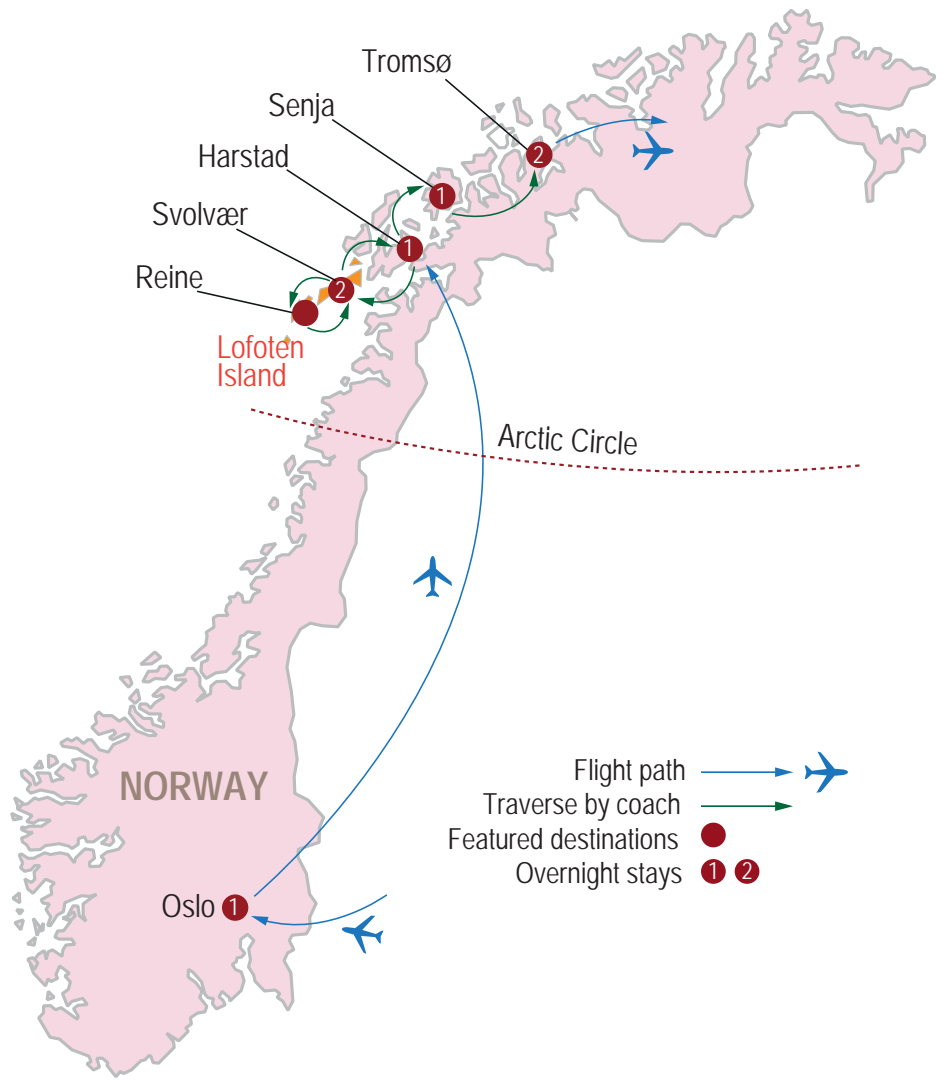 Tromsø
2
Senja
1
Harstad
1
Svolvær
2
Reine
Lofoten
Island
Arctic Circle
NORWAY
Oslo 1
Flight path
Traverse by coach
Featured destinations
Overnight stays 1 2